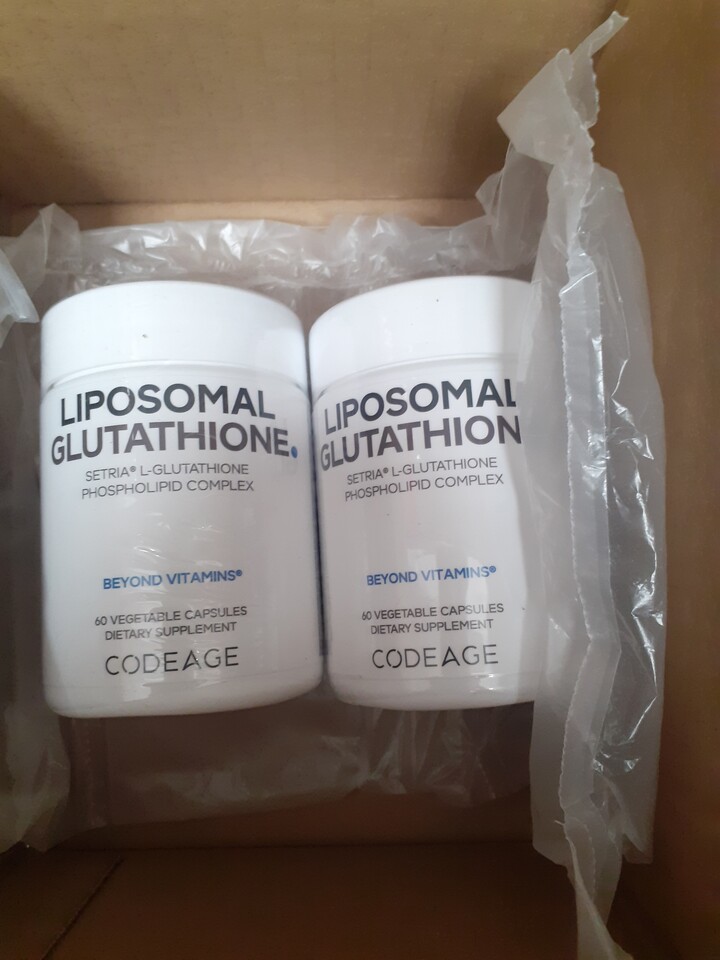 LIPOSOMAL
GLUTATHIONE.
SETRIA® L-GLUTATHIONE
PHOSPHOLIPID COMPLEX
BEYOND VITAMINS®
60 VEGETABLE CAPSULES
DIETARY SUPPLEMENT
CODEAGE
LIPOSOMAL
GLUTATHION
SETRIA® L-GLUTATHIONE
PHOSPHOLIPID COMPLEX
BEYOND VITAMINS®
60 VEGETABLE CAPSULES
DIETARY SUPPLEMENT
CODEAGE